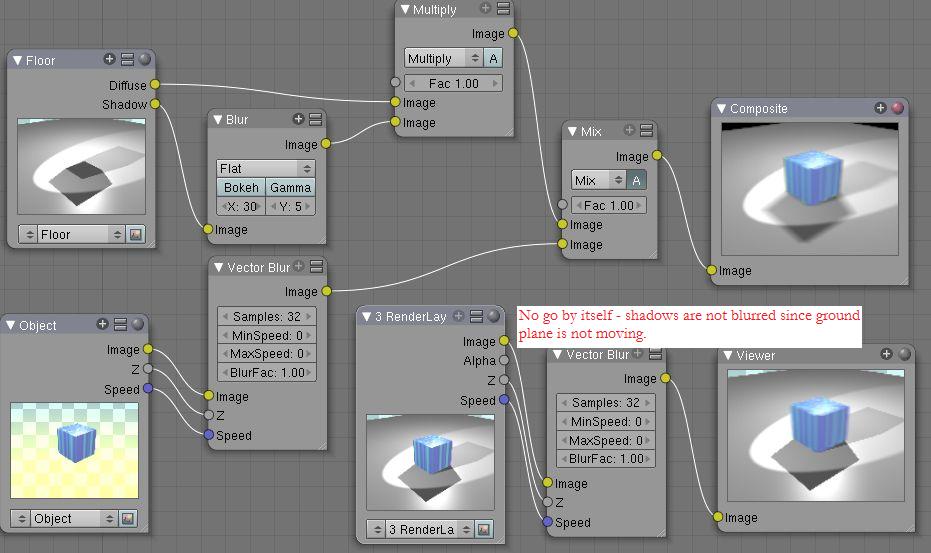 Multiply
Image
Multiply
A
Fac 1.00
Image
Image
Floor
Diffuse
Shadow
Floor
Blur
Image
Flat
Bokeh Gamma
X: 30 Y: 5
Image
Mix
Image
Mix
A
Fac 1.00
Image
Image
Composite
Image
Vector Blur
Image
Samples: 32
MinSpeed: 0
MaxSpeed: 0
BlurFac: 1.00
Image
Z
Speed
Object
Image
Z
Speed
Object
3 RenderLay
Image
Alpha
Z
Speed
3 RenderLa
No go by itself - shadows are not blurred since ground
plane is not moving.
Vector Blur
Image
Samples: 32
MinSpeed: 0
MaxSpeed: 0
BlurFac: 1.00
Image
Z
Speed
Viewer
Image